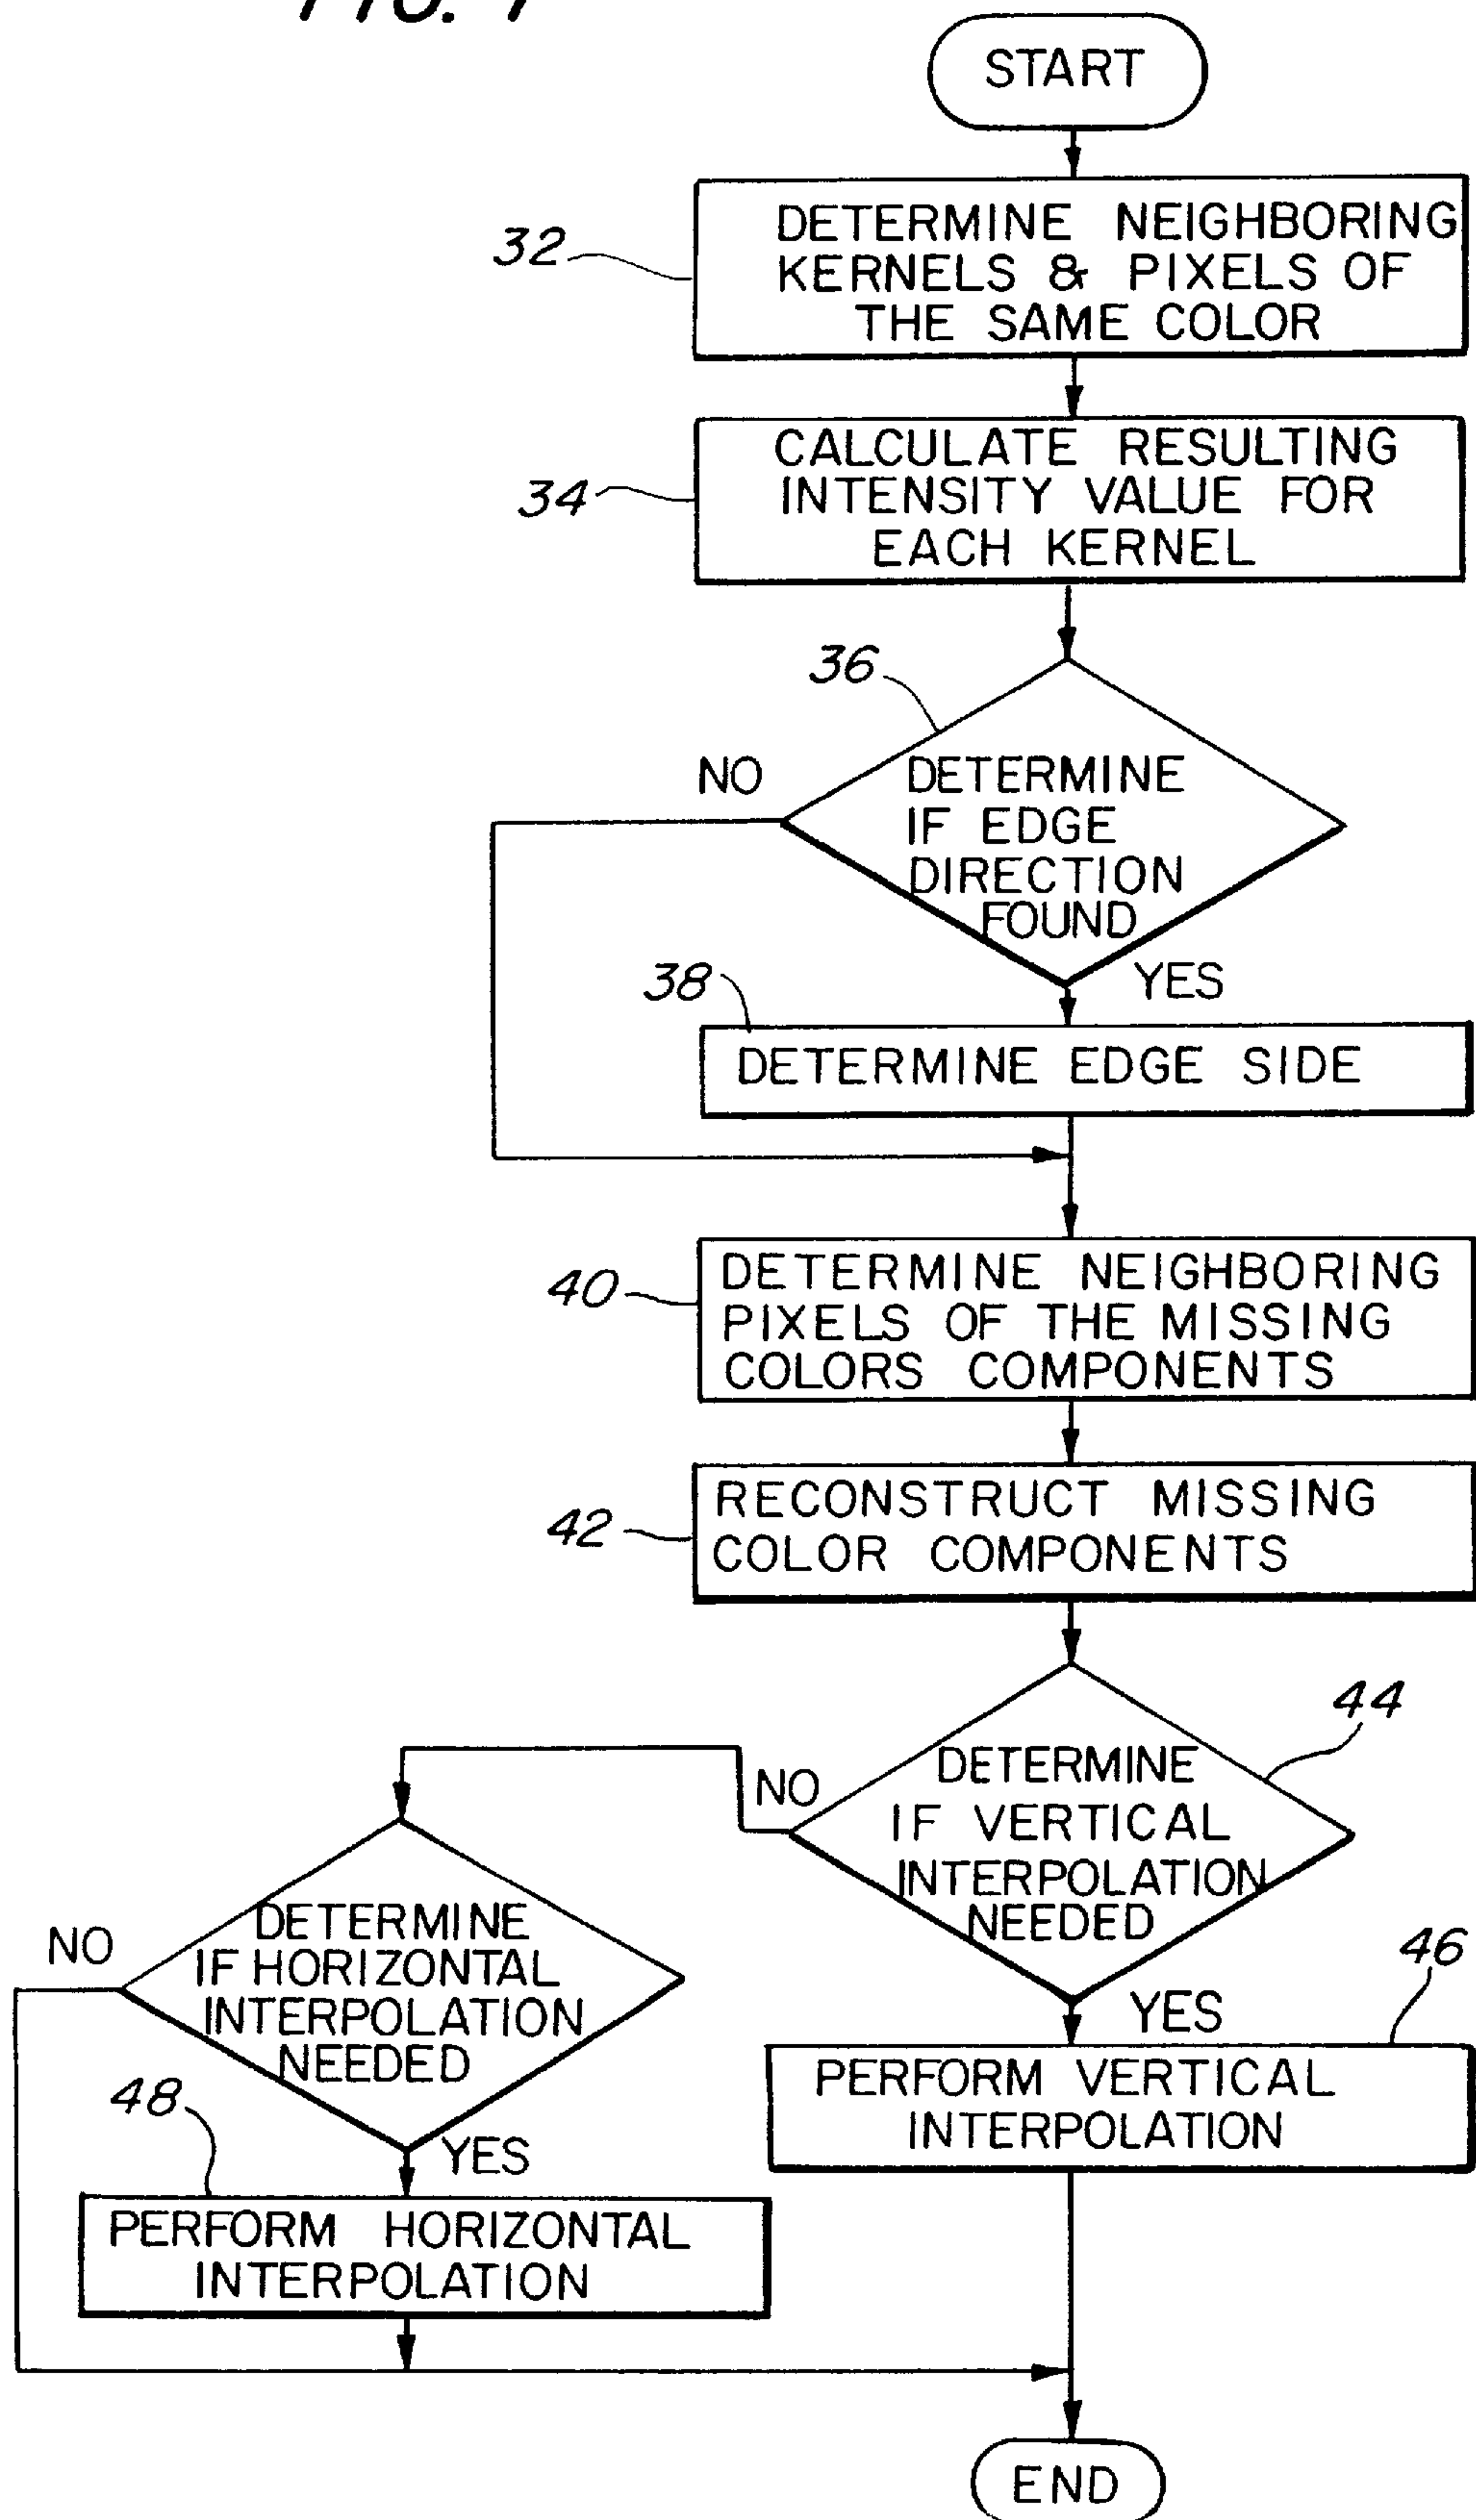 START
32
DETERMINE NEIGHBORING
KERNELS & PIXELS OF
THE SAME COLOR
34
CALCULATE RESULTING
INTENSITY VALUE FOR
EACH KERNEL
36
NO
DETERMINE
IF EDGE
DIRECTION
FOUND
YES
38
DETERMINE EDGE SIDE
40
DETERMINE NEIGHBORING
PIXELS OF THE MISSING
COLORS COMPONENTS
42
RECONSTRUCT MISSING
COLOR COMPONENTS
44
NO
DETERMINE
IF VERTICAL
INTERPOLATION
NEEDED
YES
46
PERFORM VERTICAL
INTERPOLATION
NO
DETERMINE
IF HORIZONTAL
INTERPOLATION
NEEDED
YES
48
PERFORM HORIZONTAL
INTERPOLATION
END